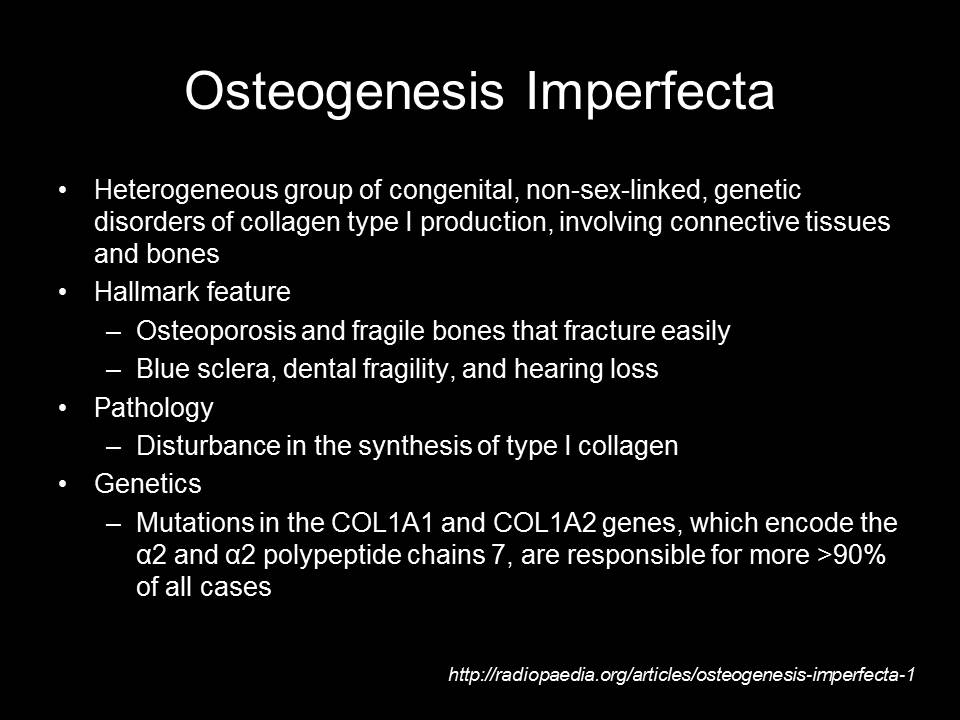 Osteogenesis Imperfecta
• Heterogeneous group of congenital, non-sex-linked, genetic
disorders of collagen type I production, involving connective tissues
and bones
• Hallmark feature
– Osteoporosis and fragile bones that fracture easily
– Blue sclera, dental fragility, and hearing loss
• Pathology
– Disturbance in the synthesis of type I collagen
• Genetics
– Mutations in the COL1A1 and COL1A2 genes, which encode the
α2 and α2 polypeptide chains 7, are responsible for more >90%
of all cases
http://radiopaedia.org/articles/osteogenesis-imperfecta-1